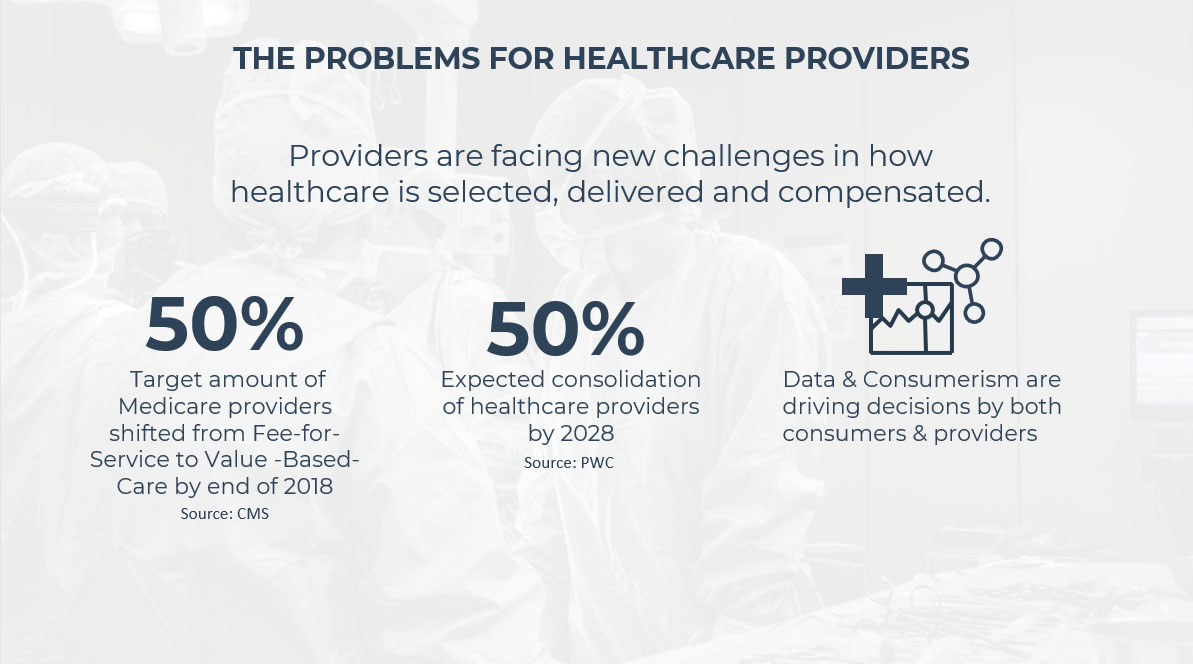 THE PROBLEMS FOR HEALTHCARE PROVIDERS
Providers are facing new challenges in how
healthcare is selected, delivered and compensated.
50%
Target amount of
Medicare providers
shifted from Fee-for-
Service to Value -Based-
Care by end of 2018
Source: CMS
50%
Expected consolidation
of healthcare providers
by 2028
Source: PWC
Data & Consumerism are
driving decisions by both
consumers & providers